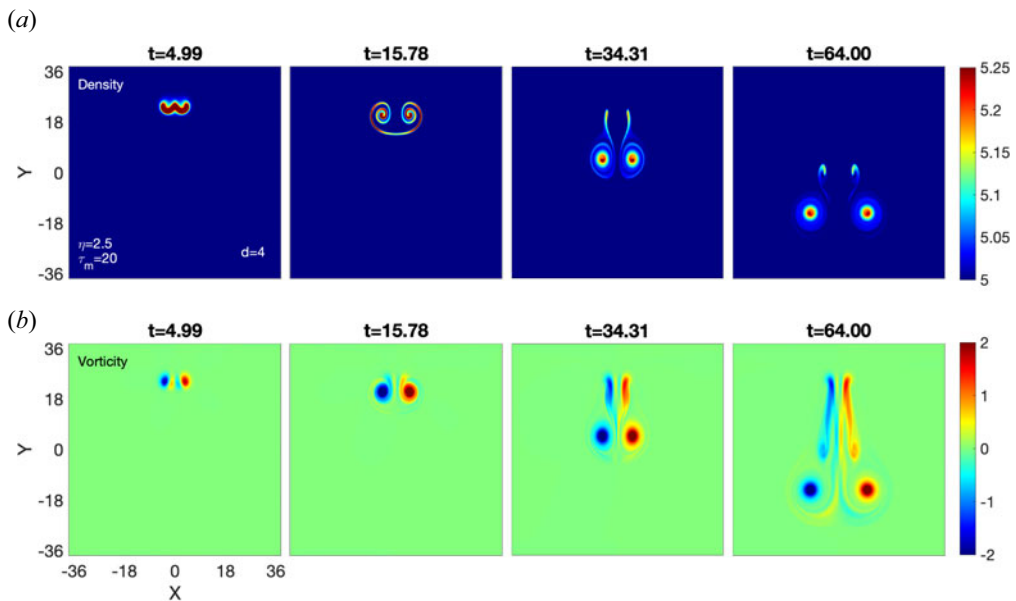 (a)
t=4.99 t=15.78 t=34.31 t=64.00
36
18
0
-18
-36
Y
Density
η=2.5
τm=20
d=4
5.25
5.2
5.15
5.1
5.05
5
(b)
t=4.99 t=15.78 t=34.31 t=64.00
36
18
0
-18
-36
Y
Vorticity
2
1
0
-1
-2
-36 -18 0 18 36
X